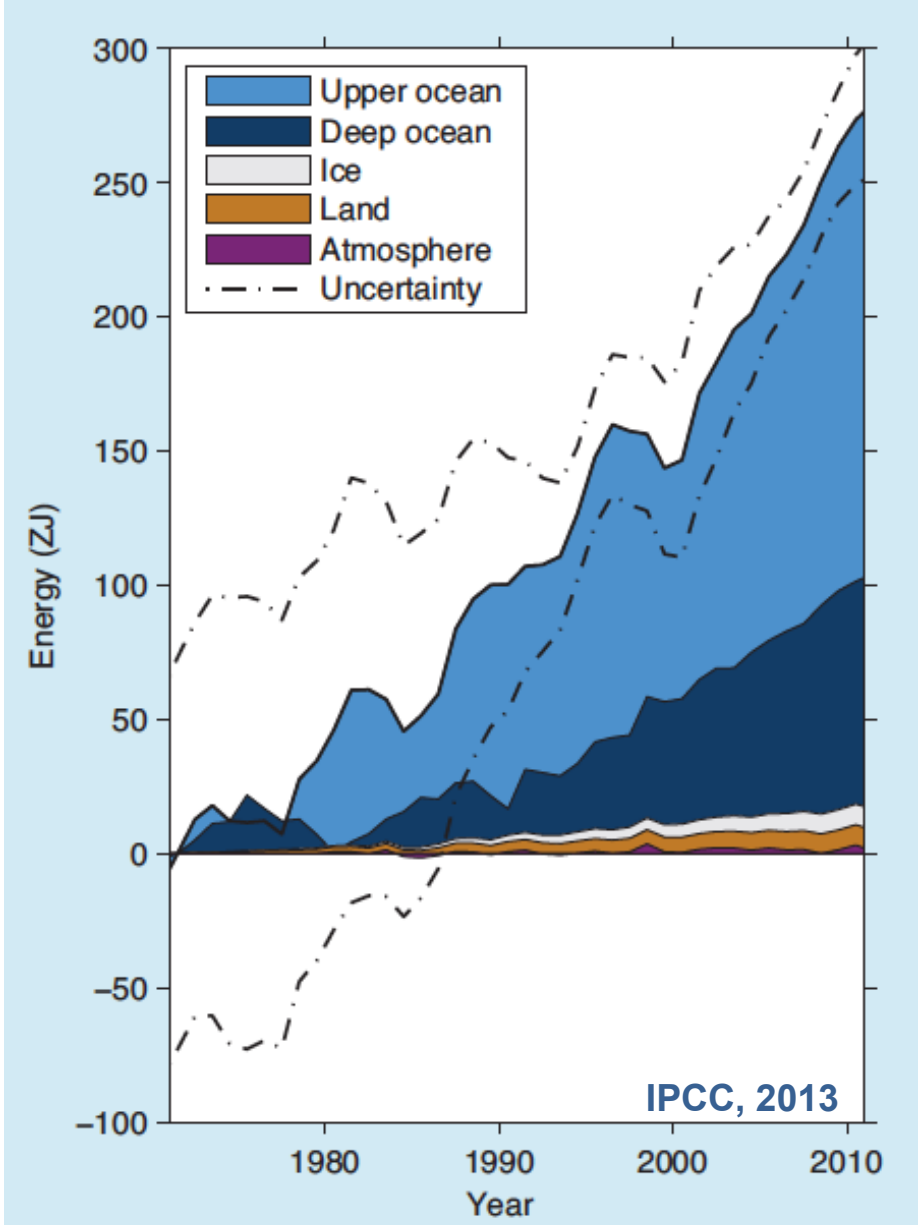 300
250
200
150
100
50
0
−50
−100
Energy (ZJ)
Upper ocean
Deep ocean
Ice
Land
Atmosphere
Uncertainty
IPCC, 2013
1980 1990 2000 2010
Year